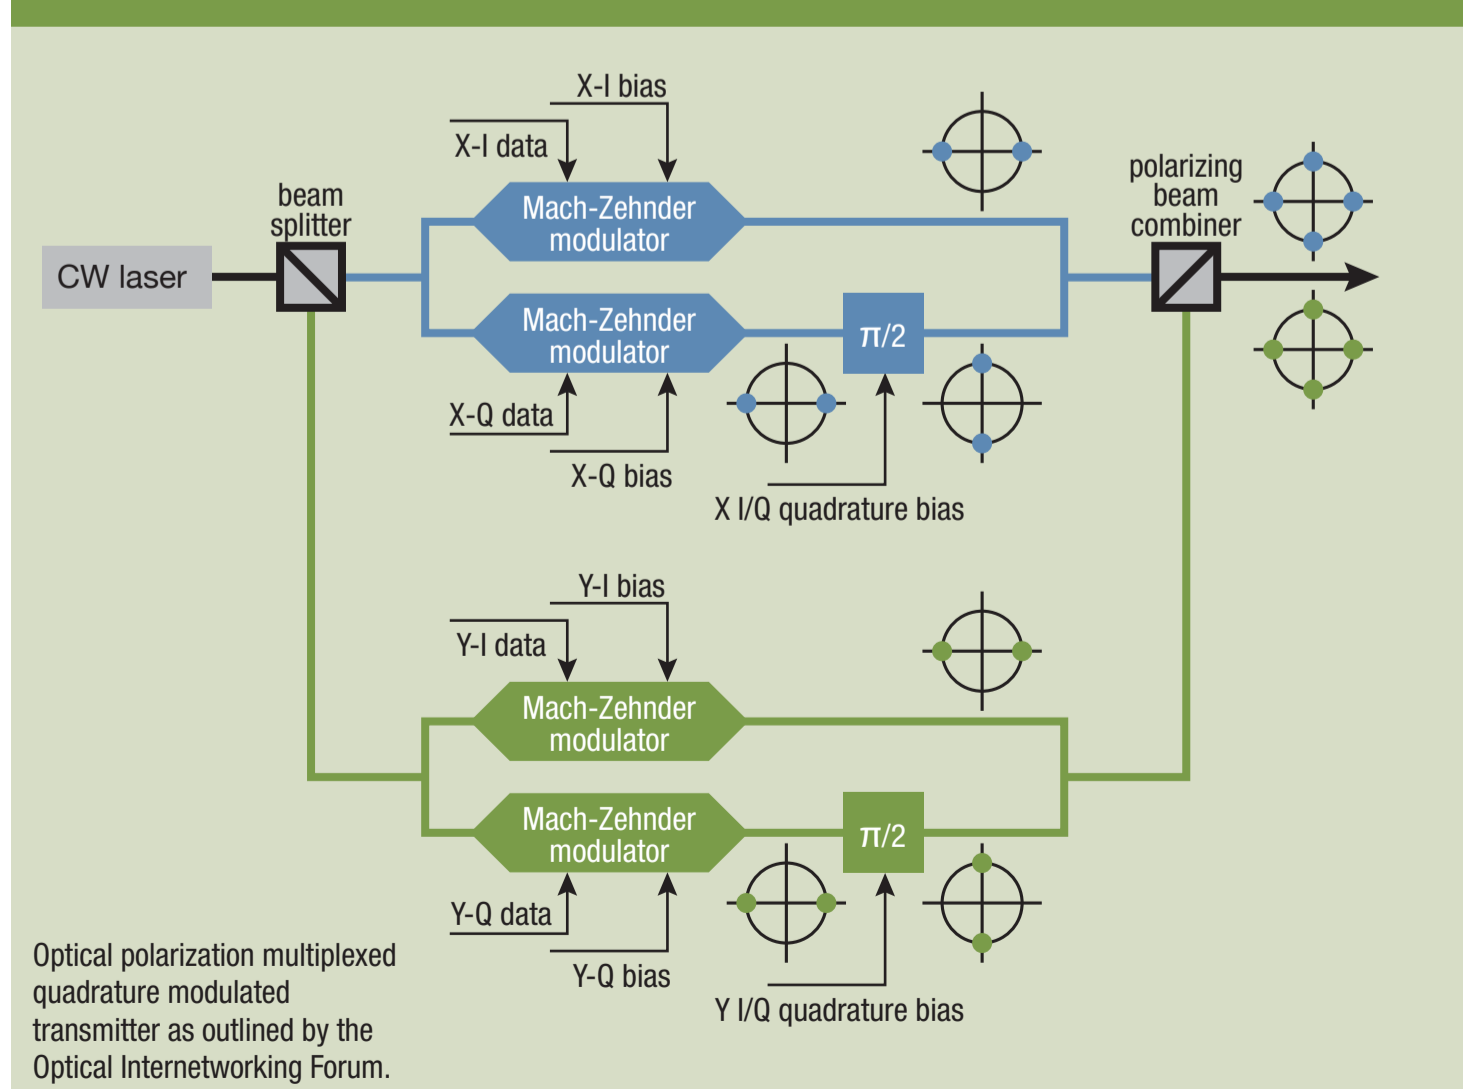 X-I bias
X-I data
beam
splitter
Mach-Zehnder
modulator
polarizing
beam
combiner
CW laser
Mach-Zehnder
modulator
π/2
X-Q data
X-Q bias
X I/Q quadrature bias
Y-I bias
Y-I data
Mach-Zehnder
modulator
Mach-Zehnder
modulator
π/2
Y-Q data
Y-Q bias
Y I/Q quadrature bias
Optical polarization multiplexed
quadrature modulated
transmitter as outlined by the
Optical Internetworking Forum.